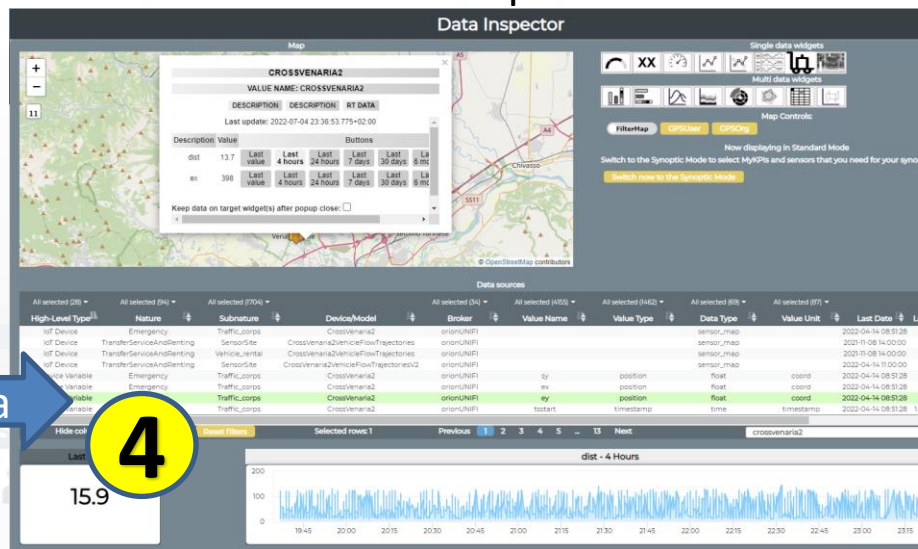 Data Inspector
Map
+
−
11
A5
A4
Chivasso
SS11
Settimo Torinese
© OpenStreetMap contributors
CROSSVENARIA2
VALUE NAME: CROSSVENARIA2
DESCRIPTION DESCRIPTION RT DATA
Last update: 2022-07-04 23:36:53.775+02:00
Description Value Buttons
dist 13.7 Last value Last 4 hours Last 24 hours Last 7 days Last 30 days
ex 398 Last value Last 4 hours Last 24 hours Last 7 days Last 30 days
Keep data on target widget(s) after popup close:
Single data widgets
XX
Multi data widgets
Map Controls:
FilterMap GPSUser GPSOrg
Now displaying in Standard Mode
Switch to the Synoptic Mode to select MyKPIs and sensors that you need for your
Switch now to the Synoptic Mode
Data sources
All selected (28) All selected (94) All selected (1704) All selected (34) All selected (4155) All selected (1462) All selected (69) All selected (87)
High-Level Type Nature Subnature Device/Model Broker Value Name Value Type Data Type Value Unit Last Date
IoT Device Emergency Traffic_corps CrossVenaria2 orionUNIFI sensor_map 2022-04-14 08:51:28
IoT Device TransferServiceAndRenting SensorSite CrossVenaria2VehicleFlowTrajectories orionUNIFI sensor_map 2021-11-08 14:00:00
IoT Device TransferServiceAndRenting Vehicle_rental CrossVenaria2VehicleFlowTrajectories orionUNIFI sensor_map 2021-11-08 14:00:00
IoT Device TransferServiceAndRenting SensorSite CrossVenaria2VehicleFlowTrajectoriesV2 orionUNIFI sensor_map 2022-04-14 11:00:00
Variable Emergency Traffic_corps CrossVenaria2 orionUNIFI sy position float coord 2022-04-14 08:51:28
Variable Emergency Traffic_corps CrossVenaria2 orionUNIFI ex position float coord 2022-04-14 08:51:28
Traffic_corps CrossVenaria2 orionUNIFI ey position float coord 2022-04-14 08:51:28
Traffic_corps CrossVenaria2 orionUNIFI tsstart timestamp time timestamp 2022-04-14 08:51:28
a
4
Hide Reset filters Selected rows: 1 Previous 1 2 3 4 5 ... 13 Next crossvenaria2
Last
15.9
dist - 4 Hours
200
100
0
19:45 20:00 20:15 20:30 20:45 21:00 21:15 21:30 21:45 22:00 22:15 22:30 22:45 23:00 23:15